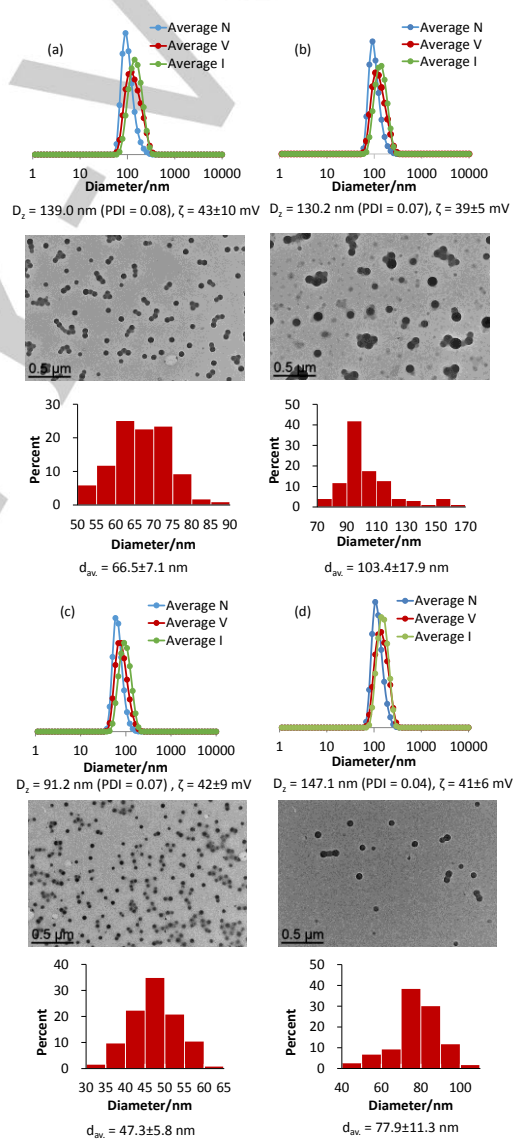 (a)
Average N
Average V
Average I
1 10 100 1000 10000
Diameter/nm
D_z = 139.0 nm (PDI = 0.08), ζ = 43±10 mV
0.5 µm
30
20
10
0
Percent
50 55 60 65 70 75 80 85 90
Diameter/nm
d_av. = 66.5±7.1 nm
(b)
Average N
Average V
Average I
1 100 10000
Diameter/nm
D_z = 130.2 nm (PDI = 0.07), ζ = 39±5 mV
0.5 µm
50
40
30
20
10
0
Percent
70 90 110 130 150 170
Diameter/nm
d_av. = 103.4±17.9 nm
(c)
Average N
Average V
Average I
1 10 100 1000 10000
Diameter/nm
D_z = 91.2 nm (PDI = 0.07) , ζ = 42±9 mV
0.5 µm
40
30
20
10
0
Percent
30 35 40 45 50 55 60 65
Diameter/nm
d_av. = 47.3±5.8 nm
(d)
Average N
Average V
Average I
1 100 10000
Diameter/nm
D_z = 147.1 nm (PDI = 0.04), ζ = 41±6 mV
0.5 µm
50
40
30
20
10
0
Percent
40 60 80 100
Diameter/nm
d_av. = 77.9±11.3 nm